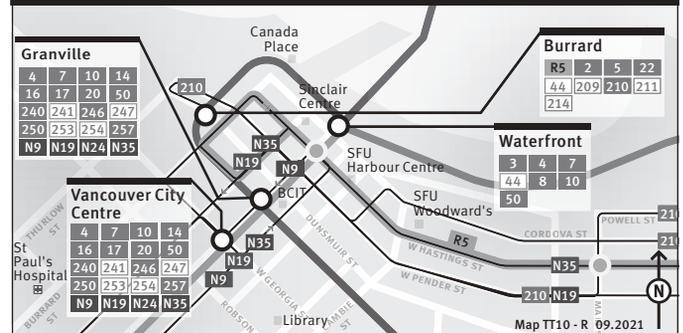 Canada
Place
Granville
4 7 10 14
16 17 20 50
240 241 246 247
250 253 254 257
N9 N19 N24 N35
210
Sinclair
Centre
Burrard
R5 2 5 22
44 209 210 211
214
N35
N19
N9
SFU
Harbour Centre
Waterfront
3 4 7
44 8 10
50
Vancouver City
Centre
4 7 10 14
16 17 20 50
240 241 246 247
250 253 254 257
N9 N19 N24 N35
BCIT
SFU
Woodward's
THURLOW
ST
St
Paul's
Hospital
BURRARD
ST
N35
N19
N9
DUNSMUIR ST
W GEORGIA ST
ROBSON
R5
W HASTINGS ST
W PENDER ST
CORDOVA ST
POWELL ST
210
210
N35
210 N19
N
Library
Map TT10 - R 09.2021